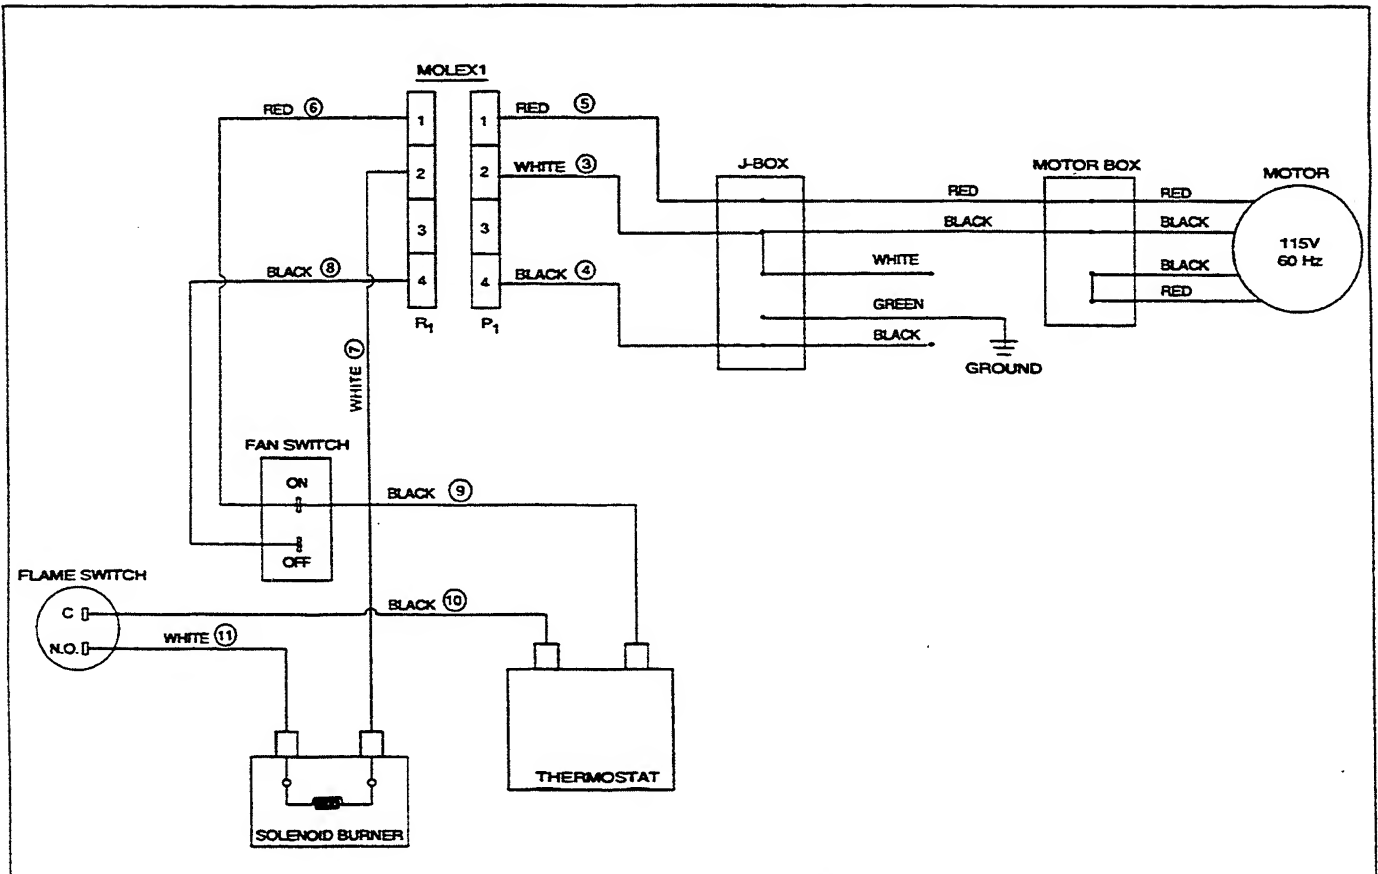 MOLEX1
RED 6
1
1
RED 5
2
2
WHITE 3
3
3
BLACK 8
4
4
BLACK 4
R1
P1
J-BOX
MOTOR BOX
MOTOR
RED
RED
BLACK
BLACK
115V
60 Hz
WHITE
BLACK
GREEN
RED
BLACK
GROUND
WHITE 7
FAN SWITCH
ON
BLACK 9
OFF
FLAME SWITCH
C
BLACK 10
N.O.
WHITE 11
THERMOSTAT
SOLENOID BURNER